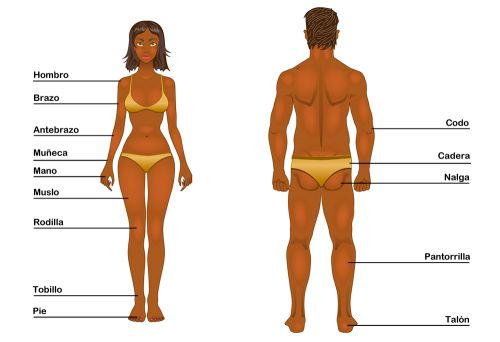 Hombro
Brazo
Antebrazo
Muñeca
Mano
Muslo
Rodilla
Tobillo
Pie
Codo
Cadera
Nalga
Pantorrilla
Talón